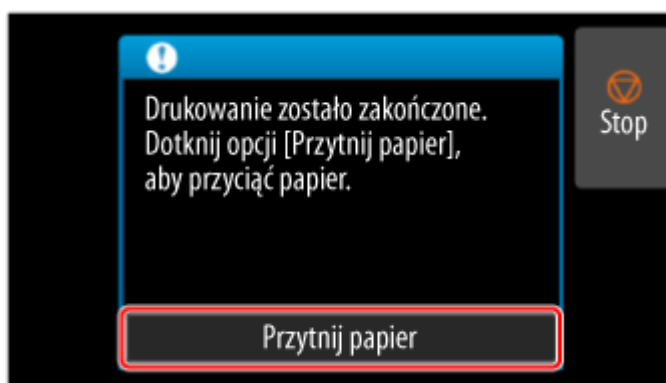 Drukowanie zostało zakończone.
Dotknij opcji [Przytnij papier],
aby przyciąć papier.
Stop
Przytnij papier